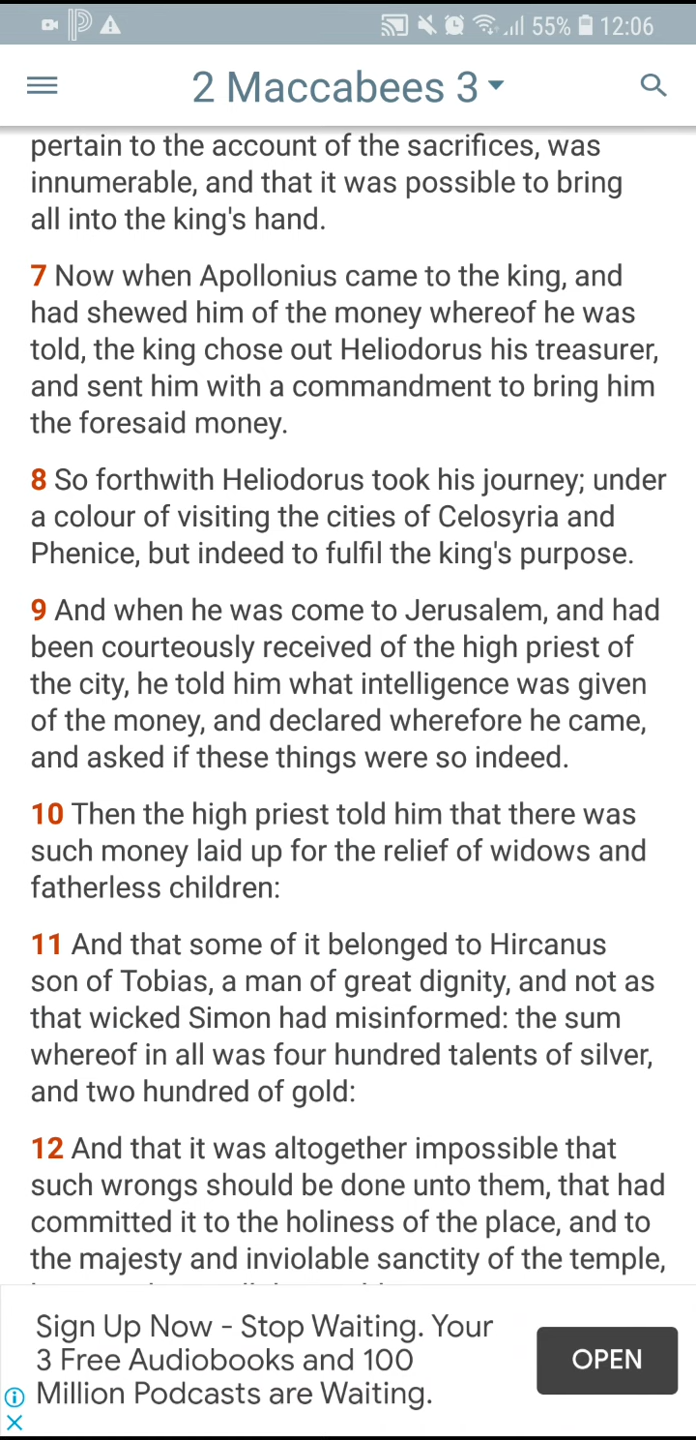 55% 12:06
2 Maccabees 3
pertain to the account of the sacrifices, was
innumerable, and that it was possible to bring
all into the king's hand.
7 Now when Apollonius came to the king, and
had shewed him of the money whereof he was
told, the king chose out Heliodorus his treasurer,
and sent him with a commandment to bring him
the foresaid money.
8 So forthwith Heliodorus took his journey; under
a colour of visiting the cities of Celosyria and
Phenice, but indeed to fulfil the king's purpose.
9 And when he was come to Jerusalem, and had
been courteously received of the high priest of
the city, he told him what intelligence was given
of the money, and declared wherefore he came,
and asked if these things were so indeed.
10 Then the high priest told him that there was
such money laid up for the relief of widows and
fatherless children:
11 And that some of it belonged to Hircanus
son of Tobias, a man of great dignity, and not as
that wicked Simon had misinformed: the sum
whereof in all was four hundred talents of silver,
and two hundred of gold:
12 And that it was altogether impossible that
such wrongs should be done unto them, that had
committed it to the holiness of the place, and to
the majesty and inviolable sanctity of the temple,
Sign Up Now - Stop Waiting. Your
3 Free Audiobooks and 100
Million Podcasts are Waiting.
OPEN